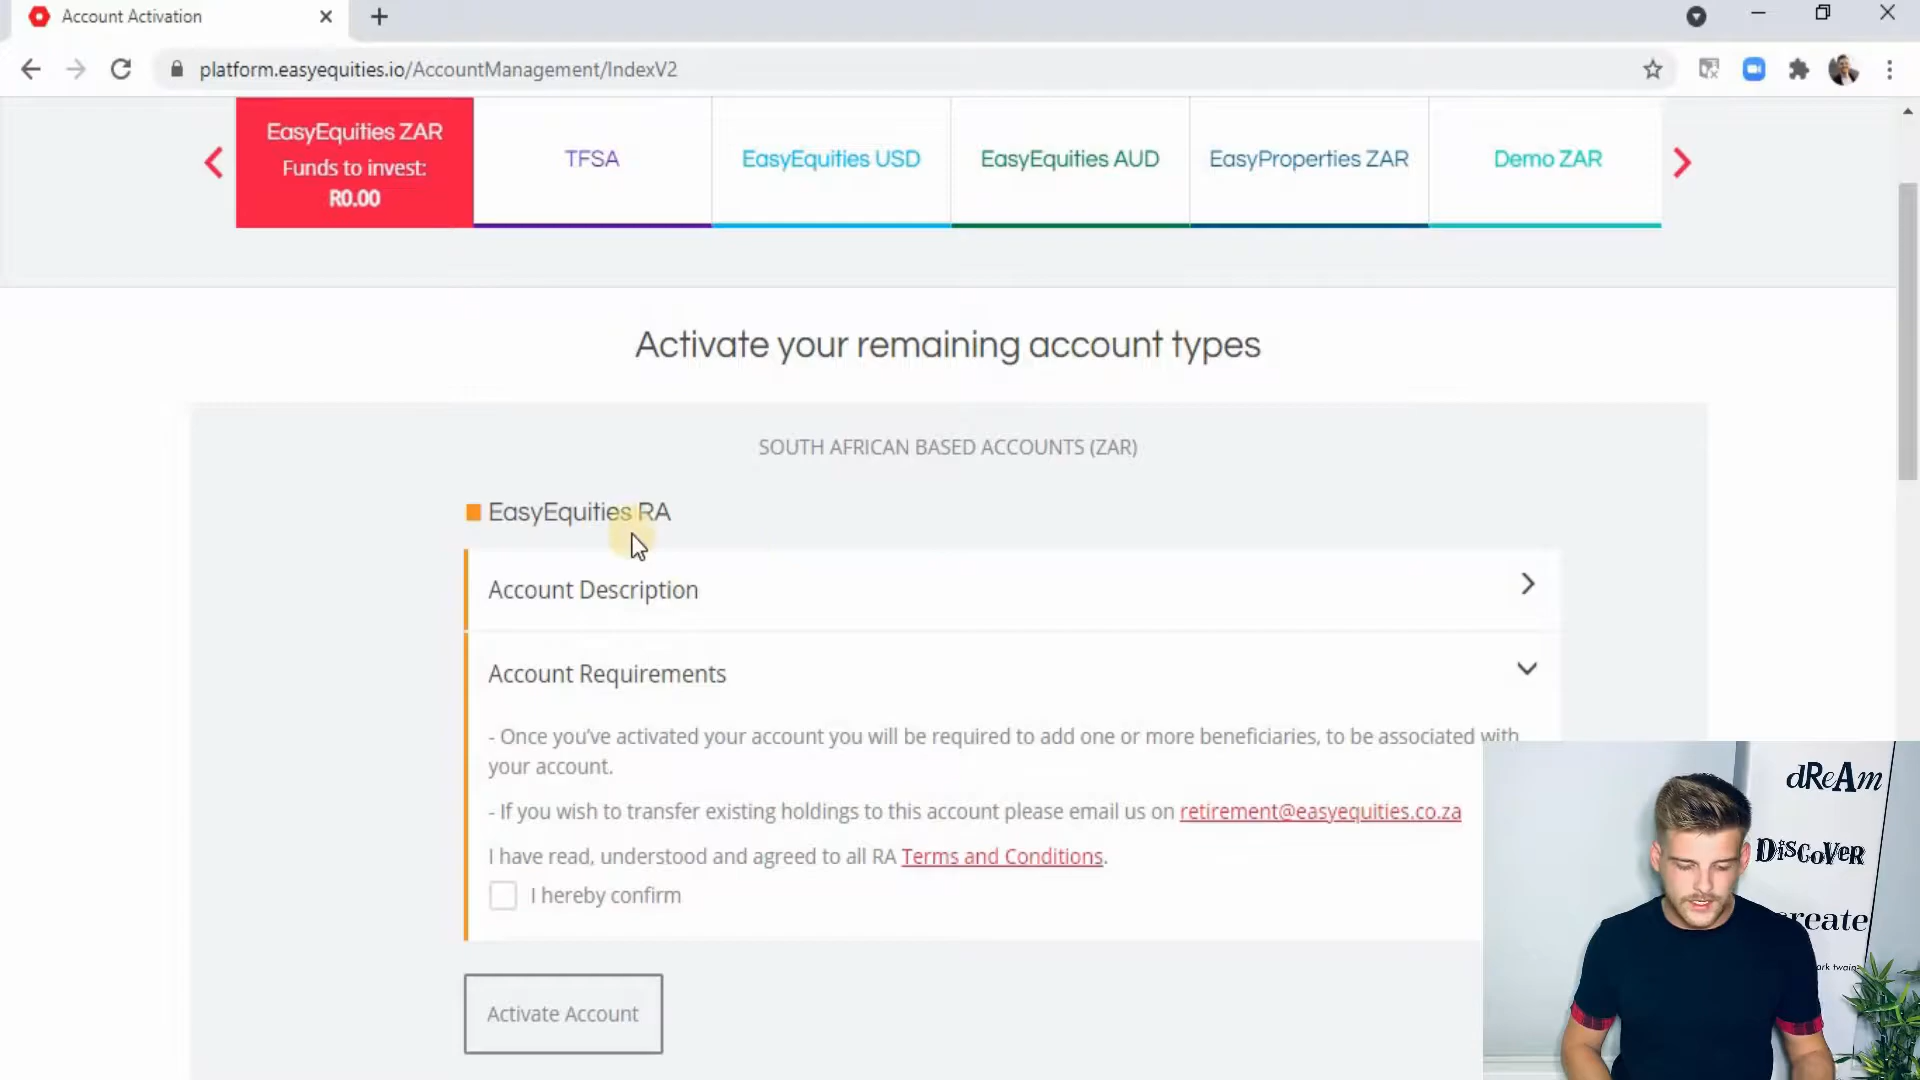 Account Activation
platform.easyequities.io/AccountManagement/IndexV2
EasyEquities ZAR
Funds to invest:
R0.00
TFSA
EasyEquities USD
EasyEquities AUD
EasyProperties ZAR
Demo ZAR
Activate your remaining account types
SOUTH AFRICAN BASED ACCOUNTS (ZAR)
EasyEquities RA
Account Description
Account Requirements
- Once you've activated your account you will be required to add one or more beneficiaries, to be associated with
your account.
- If you wish to transfer existing holdings to this account please email us on retirement@easyequities.co.za
I have read, understood and agreed to all RA Terms and Conditions.
I hereby confirm
Activate Account
dReAm
DiScoVeR
create
ark twain